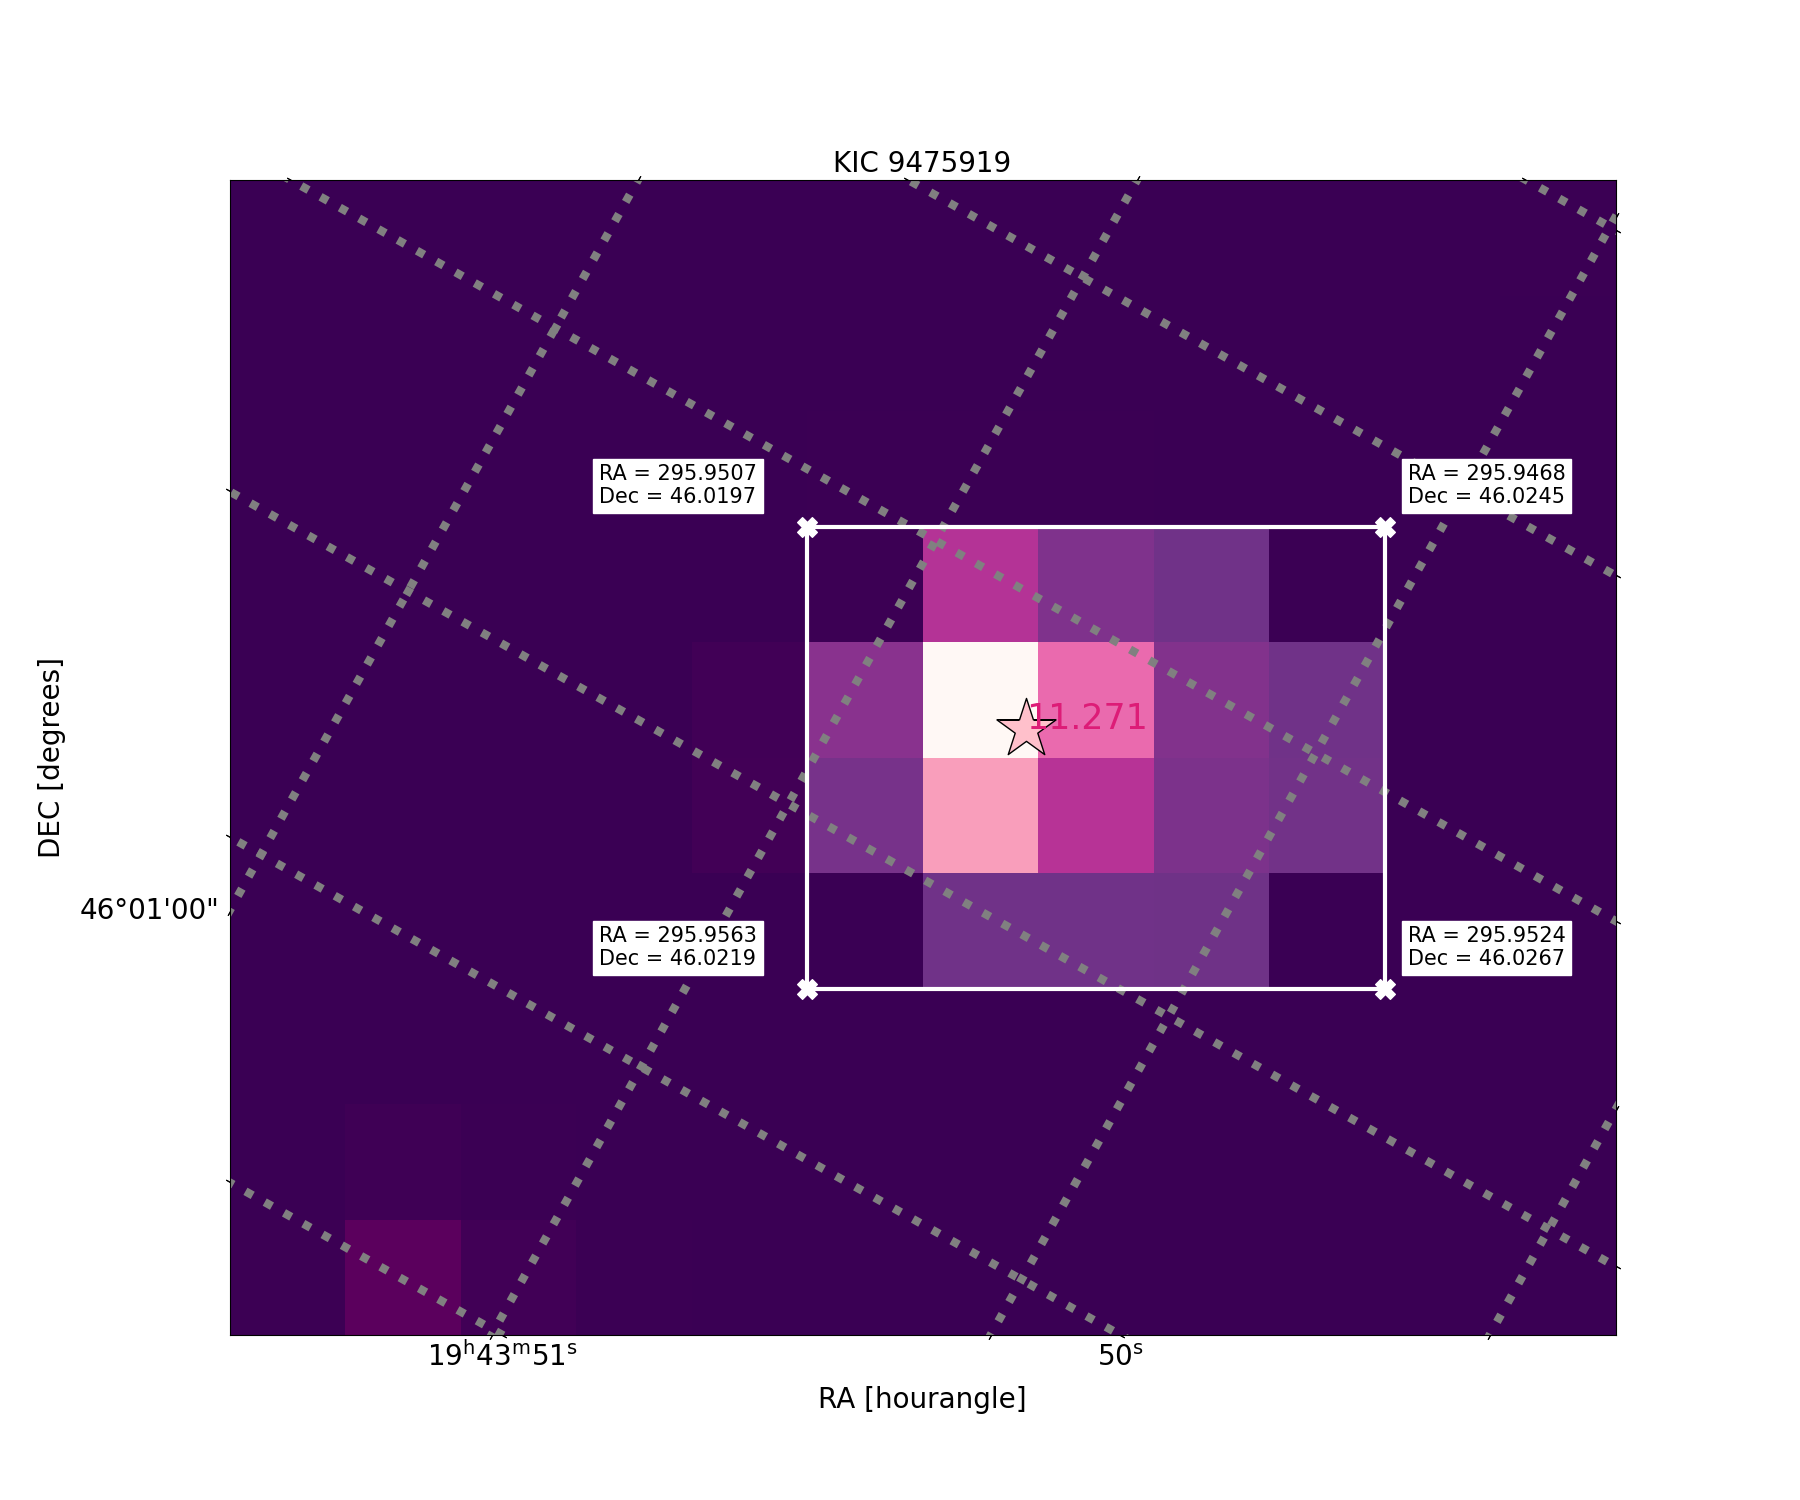 KIC 9475919
RA = 295.9507
Dec = 46.0197
RA = 295.9468
Dec = 46.0245
11.271
DEC [degrees]
46°01'00"
RA = 295.9563
Dec = 46.0219
RA = 295.9524
Dec = 46.0267
19ʰ43ᵐ51ˢ
50ˢ
RA [hourangle]